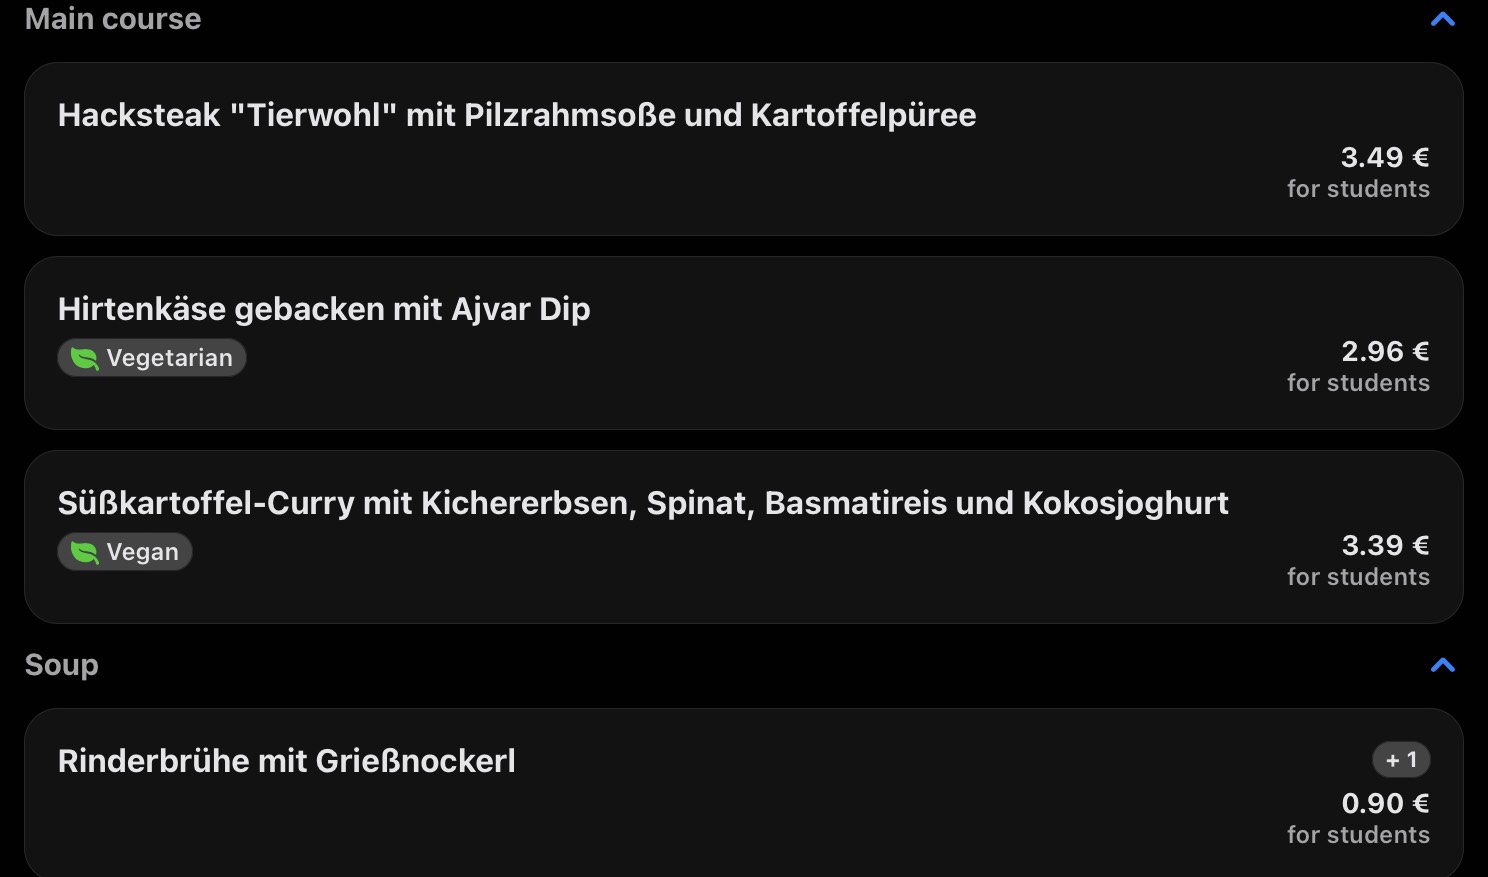 Main course
Hacksteak "Tierwohl" mit Pilzrahmsoße und Kartoffelpüree
3.49 €
for students
Hirtenkäse gebacken mit Ajvar Dip
Vegetarian
2.96 €
for students
Süßkartoffel-Curry mit Kichererbsen, Spinat, Basmatireis und Kokosjoghurt
Vegan
3.39 €
for students
Soup
Rinderbrühe mit Grießnockerl
+ 1
0.90 €
for students